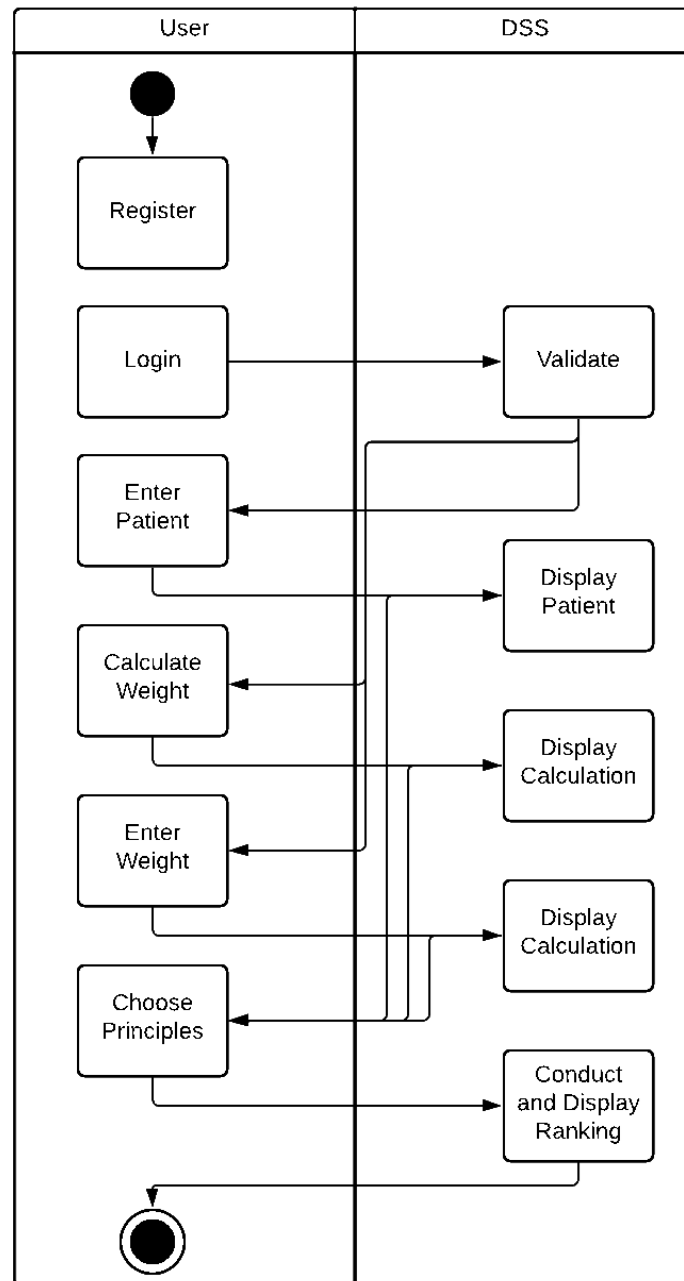 User
DSS
Register
Login
Validate
Enter
Patient
Display
Patient
Calculate
Weight
Display
Calculation
Enter
Weight
Display
Calculation
Choose
Principles
Conduct
and Display
Ranking